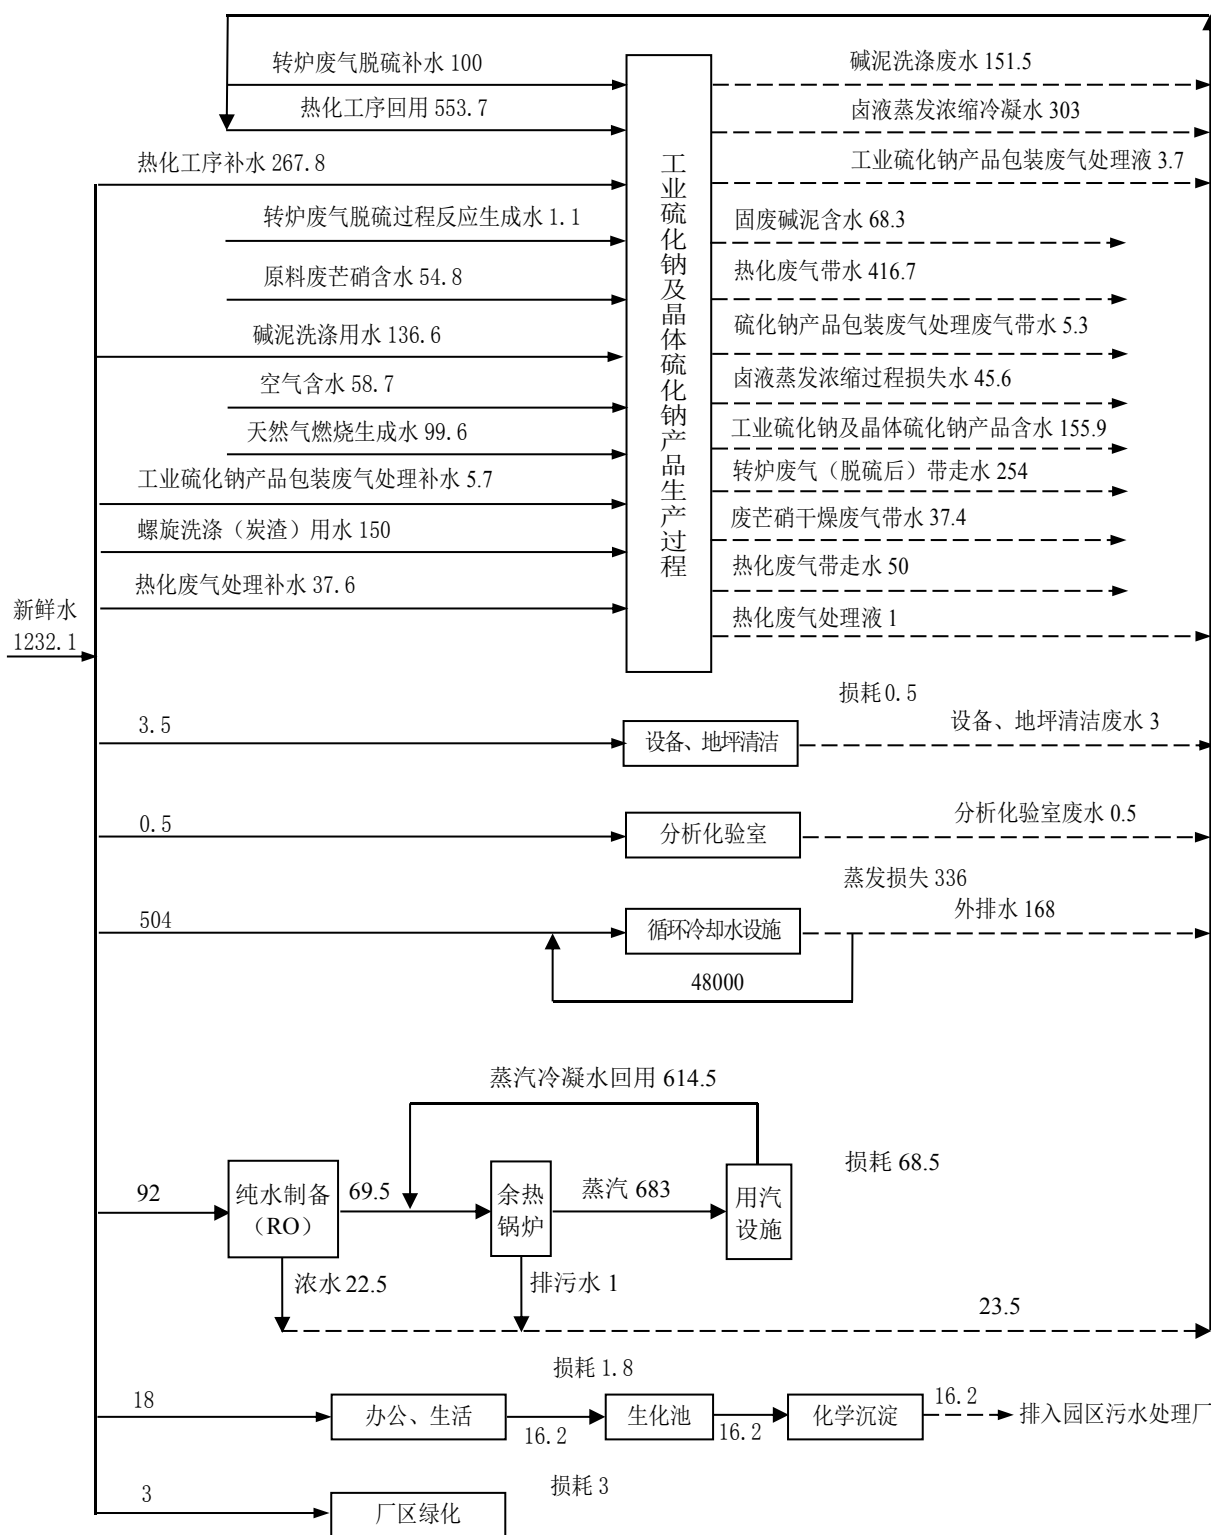 转炉废气脱硫补水 100
碱泥洗涤废水 151.5
热化工序回用 553.7
卤液蒸发浓缩冷凝水 303
热化工序补水 267.8
工业硫化钠产品包装废气处理液 3.7
转炉废气脱硫过程反应生成水 1.1
固废碱泥含水 68.3
原料废芒硝含水 54.8
热化废气带水 416.7
碱泥洗涤用水 136.6
硫化钠产品包装废气处理废气带水 5.3
空气含水 58.7
卤液蒸发浓缩过程损失水 45.6
天然气燃烧生成水 99.6
工业硫化钠及晶体硫化钠产品含水 155.9
工业硫化钠产品包装废气处理补水 5.7
转炉废气（脱硫后）带走水 254
螺旋洗涤（炭渣）用水 150
废芒硝干燥废气带水 37.4
热化废气处理补水 37.6
热化废气带走水 50
热化废气处理液 1
工业硫化钠及晶体硫化钠产品生产过程
新鲜水
1232.1
损耗 0.5
3.5
设备、地坪清洁
设备、地坪清洁废水 3
0.5
分析化验室
分析化验室废水 0.5
蒸发损失 336
504
循环冷却水设施
外排水 168
48000
蒸汽冷凝水回用 614.5
损耗 68.5
92
纯水制备
（RO）
69.5
余热
锅炉
蒸汽 683
用汽
设施
浓水 22.5
排污水 1
23.5
损耗 1.8
18
办公、生活
16.2
生化池
16.2
化学沉淀
16.2
排入园区污水处理厂
损耗 3
3
厂区绿化